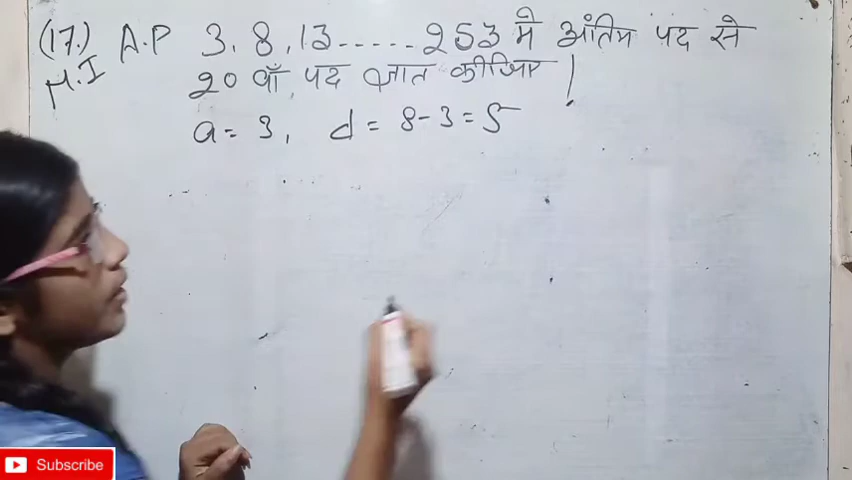 (17.) A.P 3, 8, 13.....253 में अंतिम पद से
M.I 20 वाँ पद ज्ञात कीजिए।
a = 3, d = 8-3 = 5
Subscribe